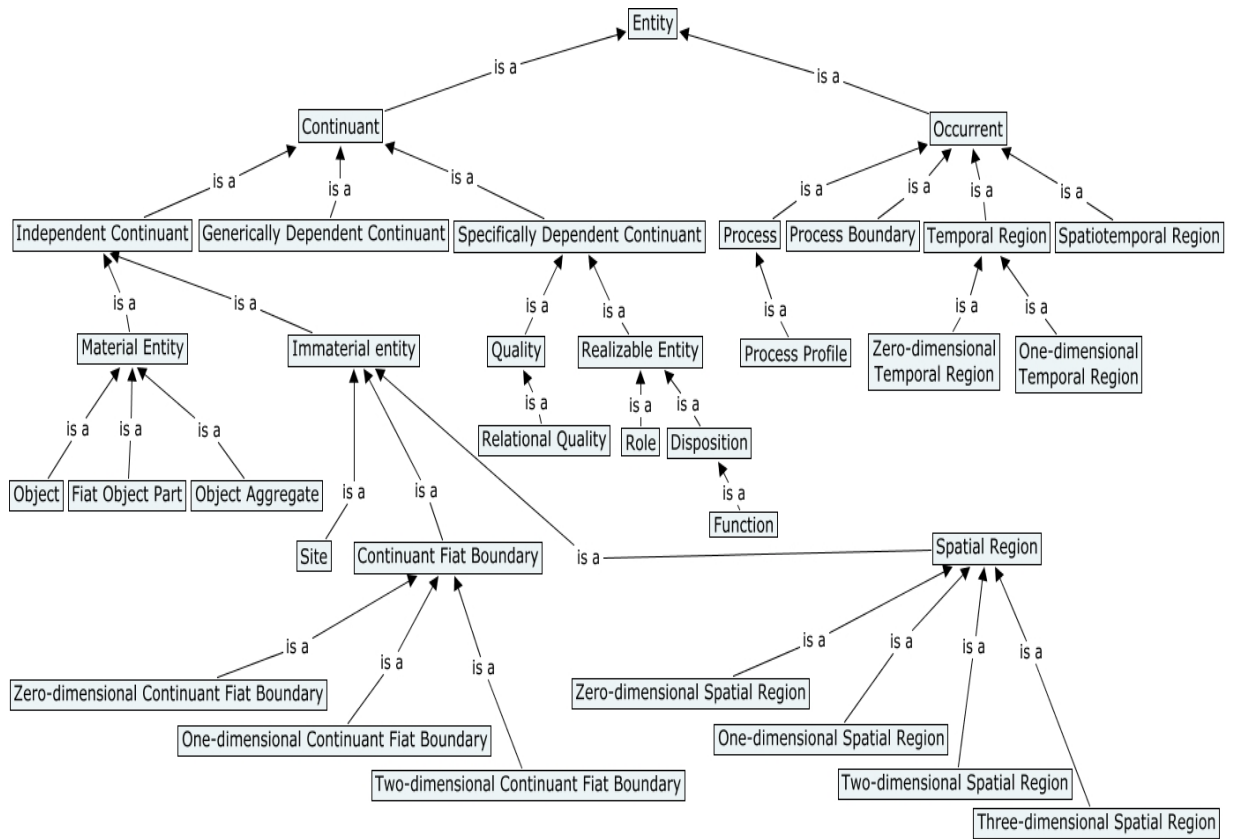 Entity
is a
is a
Continuant
Occurrent
is a
is a
is a
is a
is a
is a
is a
Independent Continuant
Generically Dependent Continuant
Specifically Dependent Continuant
Process
Process Boundary
Temporal Region
Spatiotemporal Region
is a
is a
is a
is a
is a
is a
is a
Material Entity
Immaterial entity
Quality
Realizable Entity
Process Profile
Zero-dimensional
Temporal Region
One-dimensional
Temporal Region
is a
is a
is a
is a
is a
is a
Relational Quality
Role
Disposition
Object
Fiat Object Part
Object Aggregate
is a
is a
is a
Function
Site
Continuant Fiat Boundary
is a
Spatial Region
is a
is a
is a
is a
is a
is a
is a
Zero-dimensional Continuant Fiat Boundary
Zero-dimensional Spatial Region
One-dimensional Continuant Fiat Boundary
One-dimensional Spatial Region
Two-dimensional Continuant Fiat Boundary
Two-dimensional Spatial Region
Three-dimensional Spatial Region